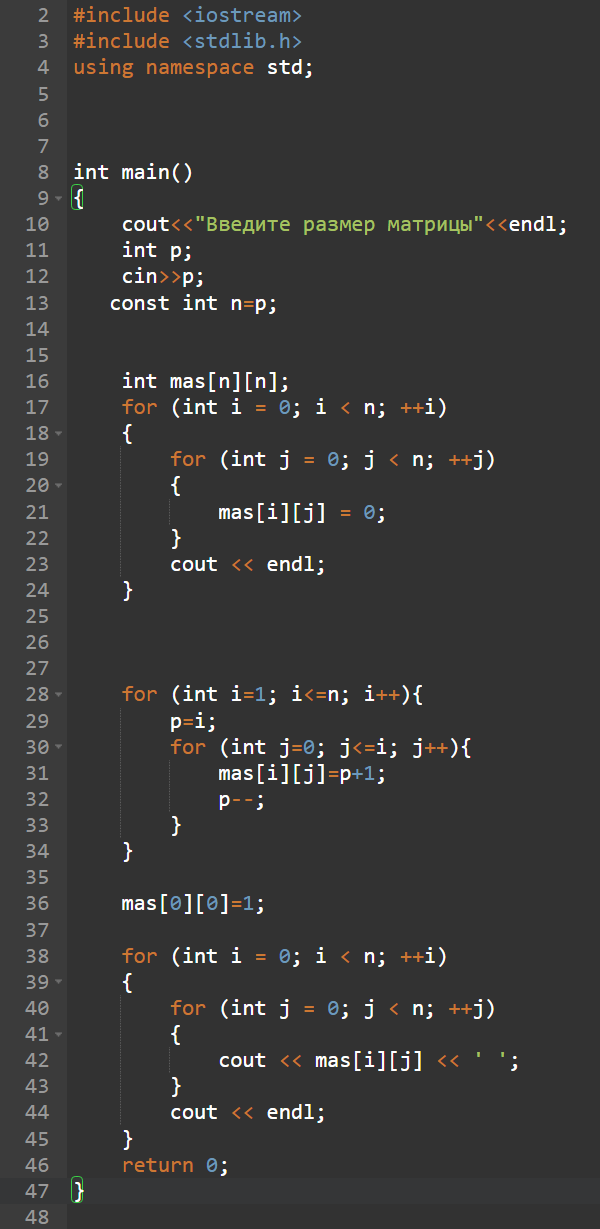 2 #include <iostream>
3 #include <stdlib.h>
4 using namespace std;
5
6
7
8 int main()
9 {
10     cout<<"Введите размер матрицы"<<endl;
11     int p;
12     cin>>p;
13    const int n=p;
14
15
16     int mas[n][n];
17     for (int i = 0; i < n; ++i)
18     {
19         for (int j = 0; j < n; ++j)
20         {
21             mas[i][j] = 0;
22         }
23         cout << endl;
24     }
25
26
27
28     for (int i=1; i<=n; i++){
29         p=i;
30         for (int j=0; j<=i; j++){
31             mas[i][j]=p+1;
32             p--;
33         }
34     }
35
36     mas[0][0]=1;
37
38     for (int i = 0; i < n; ++i)
39     {
40         for (int j = 0; j < n; ++j)
41         {
42             cout << mas[i][j] << ' ';
43         }
44         cout << endl;
45     }
46     return 0;
47 }
48